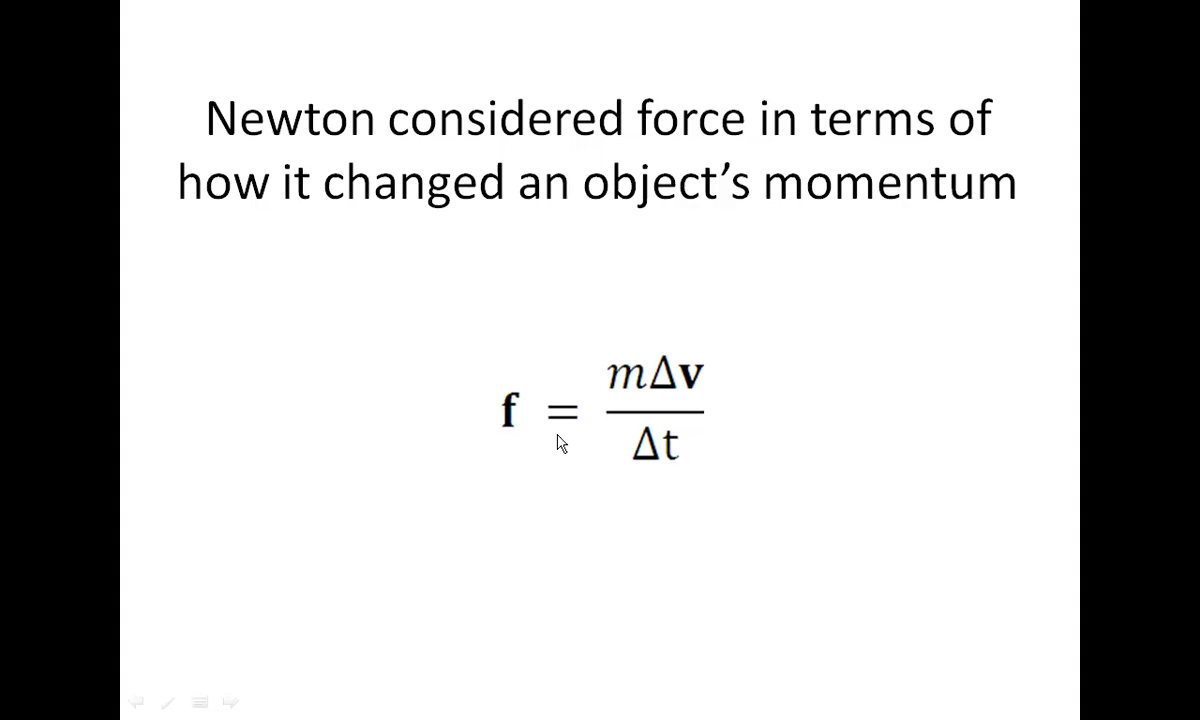 Newton considered force in terms of
how it changed an object’s momentum
f = mΔv
Δt